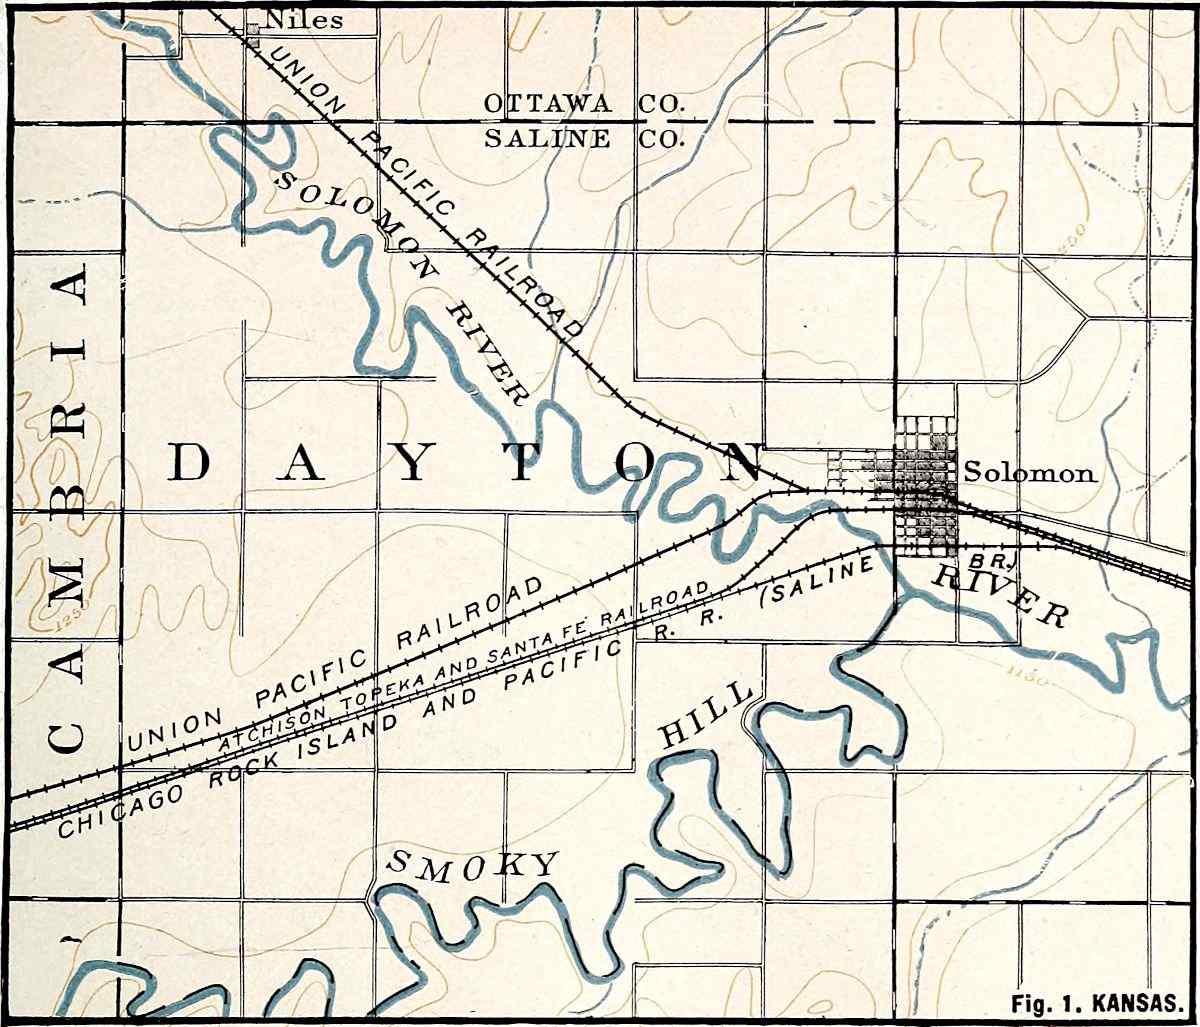 Niles
UNION PACIFIC RAILROAD
OTTAWA CO.
SALINE CO.
SOLOMON RIVER
1250
CAMBRIA
DAYTON
Solomon
BR.
RIVER
(SALINE
R. R.
1250
1150
UNION PACIFIC RAILROAD
ATCHISON TOPEKA AND SANTA FE RAILROAD
CHICAGO ROCK ISLAND AND PACIFIC
HILL
SMOKY
Fig. 1. KANSAS.